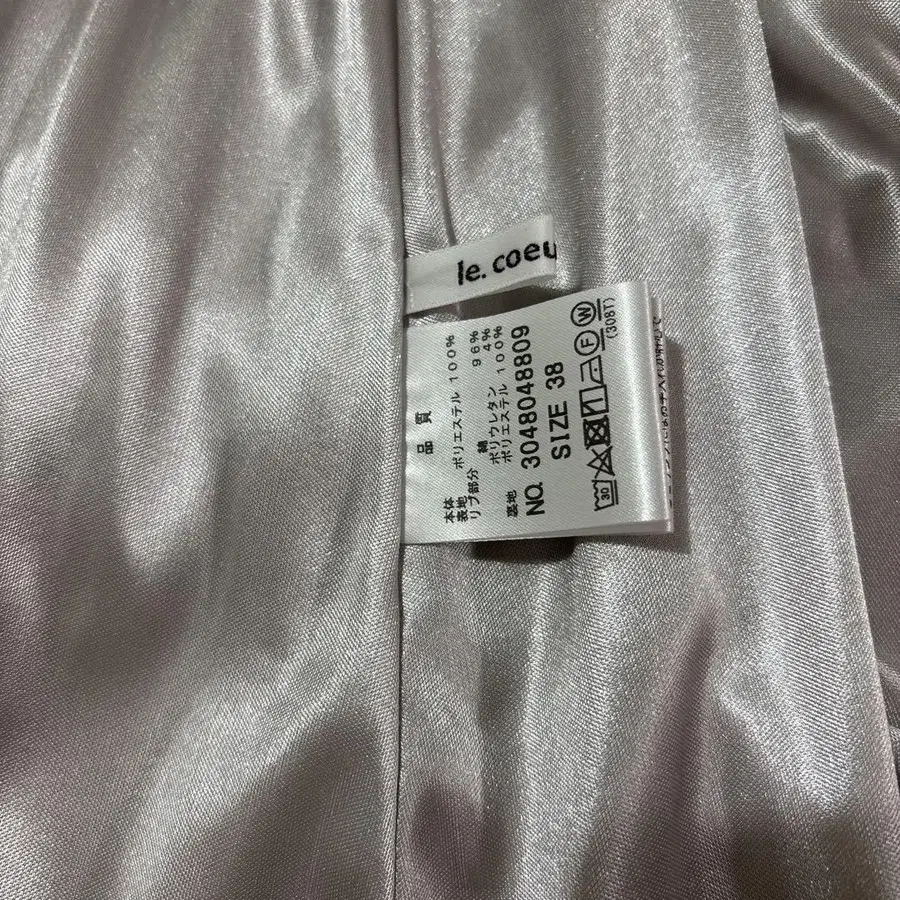 le. coeu
品 質
本体
表地 ポリエステル 100%
リブ部分 綿 96%
ポリウレタン 4%
裏地 ポリエステル 100%
NO. 3048048809
SIZE 38
30 F W
(308T)